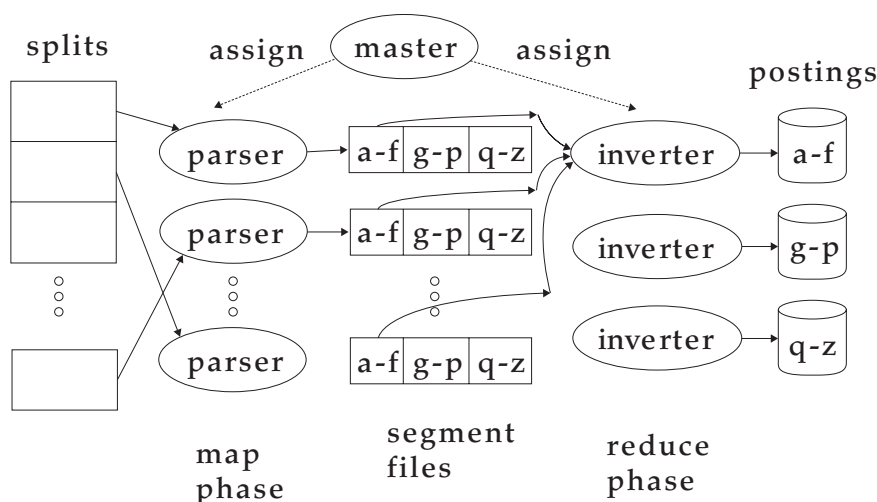 splits
assign
master
assign
postings
parser
a-f g-p q-z
inverter
a-f
parser
a-f g-p q-z
inverter
g-p
parser
a-f g-p q-z
inverter
q-z
map
phase
segment
files
reduce
phase